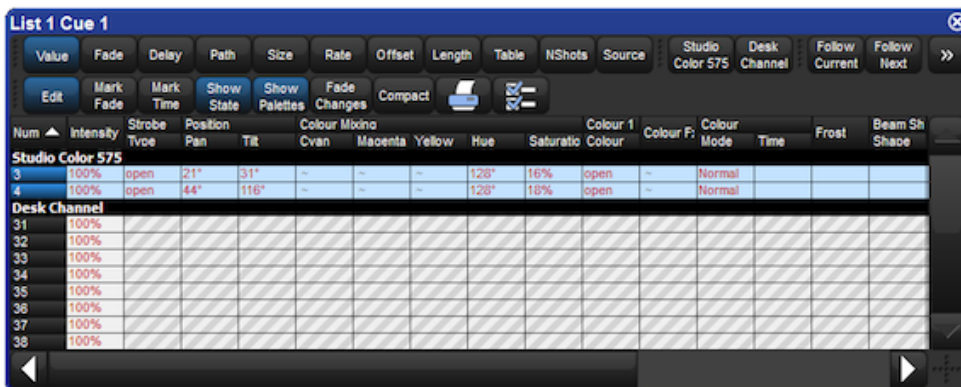 List 1 Cue 1
Value Fade Delay Path Size Rate Offset Length Table NShots Source Studio Color 575 Desk Channel Follow Current Follow Next »
Edit Mark Fade Mark Time Show State Show Palettes Fade Changes Compact
Num Intensity Strobe Position Colour Mixing Colour 1 Colour F: Colour Frost Beam Sh
Type Pan Tilt Cyan Magenta Yellow Hue Saturatio Colour Mode Time Shape
Studio Color 575
3 100% open 21° 31° ~ ~ ~ 128° 16% open ~ Normal
4 100% open 44° 116° ~ ~ ~ 128° 18% open ~ Normal
Desk Channel
31 100%
32 100%
33 100%
34 100%
35 100%
36 100%
37 100%
38 100%